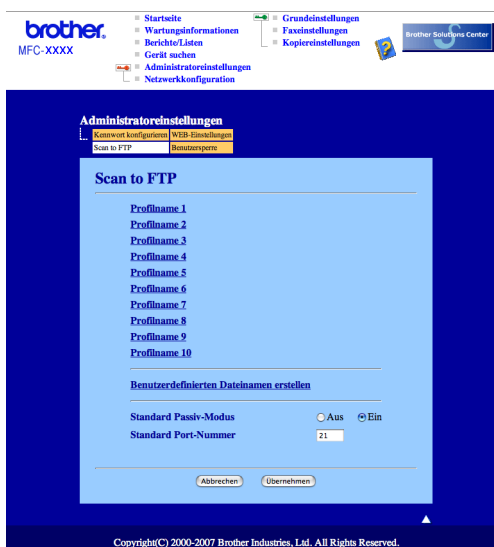 brother.
MFC-XXXX
Startseite
Wartungsinformationen
Berichte/Listen
Gerät suchen
Administratoreinstellungen
Netzwerkkonfiguration
Grundeinstellungen
Faxeinstellungen
Kopiereinstellungen
Brother Solutions Center
Administratoreinstellungen
Kennwort konfigurieren WEB-Einstellungen
Scan to FTP Benutzersperre
Scan to FTP
Profilname 1
Profilname 2
Profilname 3
Profilname 4
Profilname 5
Profilname 6
Profilname 7
Profilname 8
Profilname 9
Profilname 10
Benutzerdefinierten Dateinamen erstellen
Standard Passiv-Modus Aus Ein
Standard Port-Nummer 21
Abbrechen Übernehmen
Copyright(C) 2000-2007 Brother Industries, Ltd. All Rights Reserved.